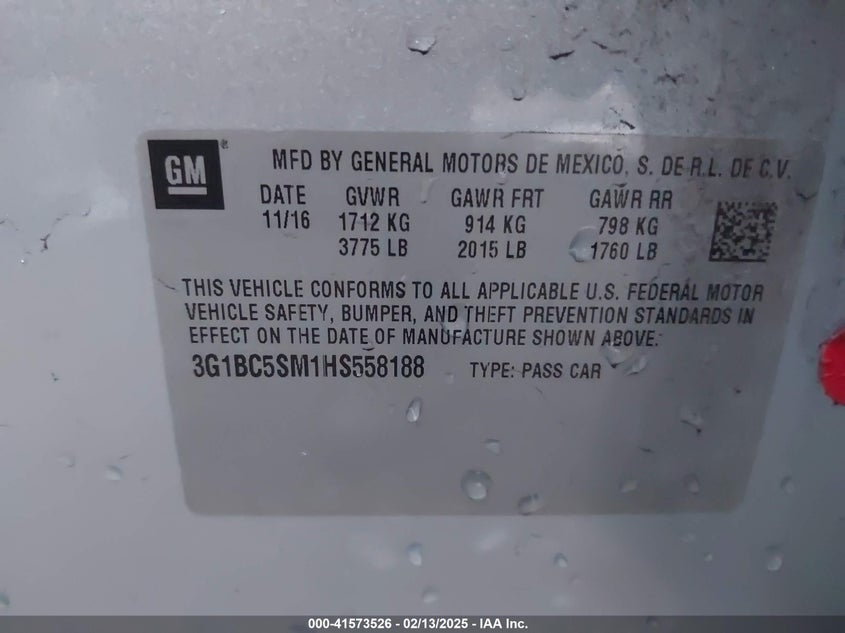 GM®
MFD BY GENERAL MOTORS DE MEXICO, S. DE R.L. DE C.V.
DATE GVWR GAWR FRT GAWR RR
11/16 1712 KG 914 KG 798 KG
3775 LB 2015 LB 1760 LB
THIS VEHICLE CONFORMS TO ALL APPLICABLE U.S. FEDERAL MOTOR
VEHICLE SAFETY, BUMPER, AND THEFT PREVENTION STANDARDS IN
EFFECT ON THE DATE OF MANUFACTURE SHOWN ABOVE.
3G1BC5SM1HS558188 TYPE: PASS CAR
000-41573526 - 02/13/2025 - IAA Inc.